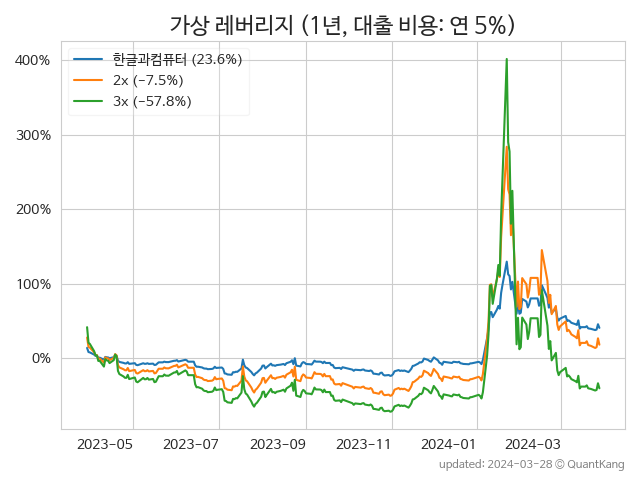 가상 레버리지 (1년, 대출 비용: 연 5%)
400%
300%
200%
100%
0%
한글과컴퓨터 (23.6%)
2x (-7.5%)
3x (-57.8%)
2023-05 2023-07 2023-09 2023-11 2024-01 2024-03
updated: 2024-03-28 © QuantKang